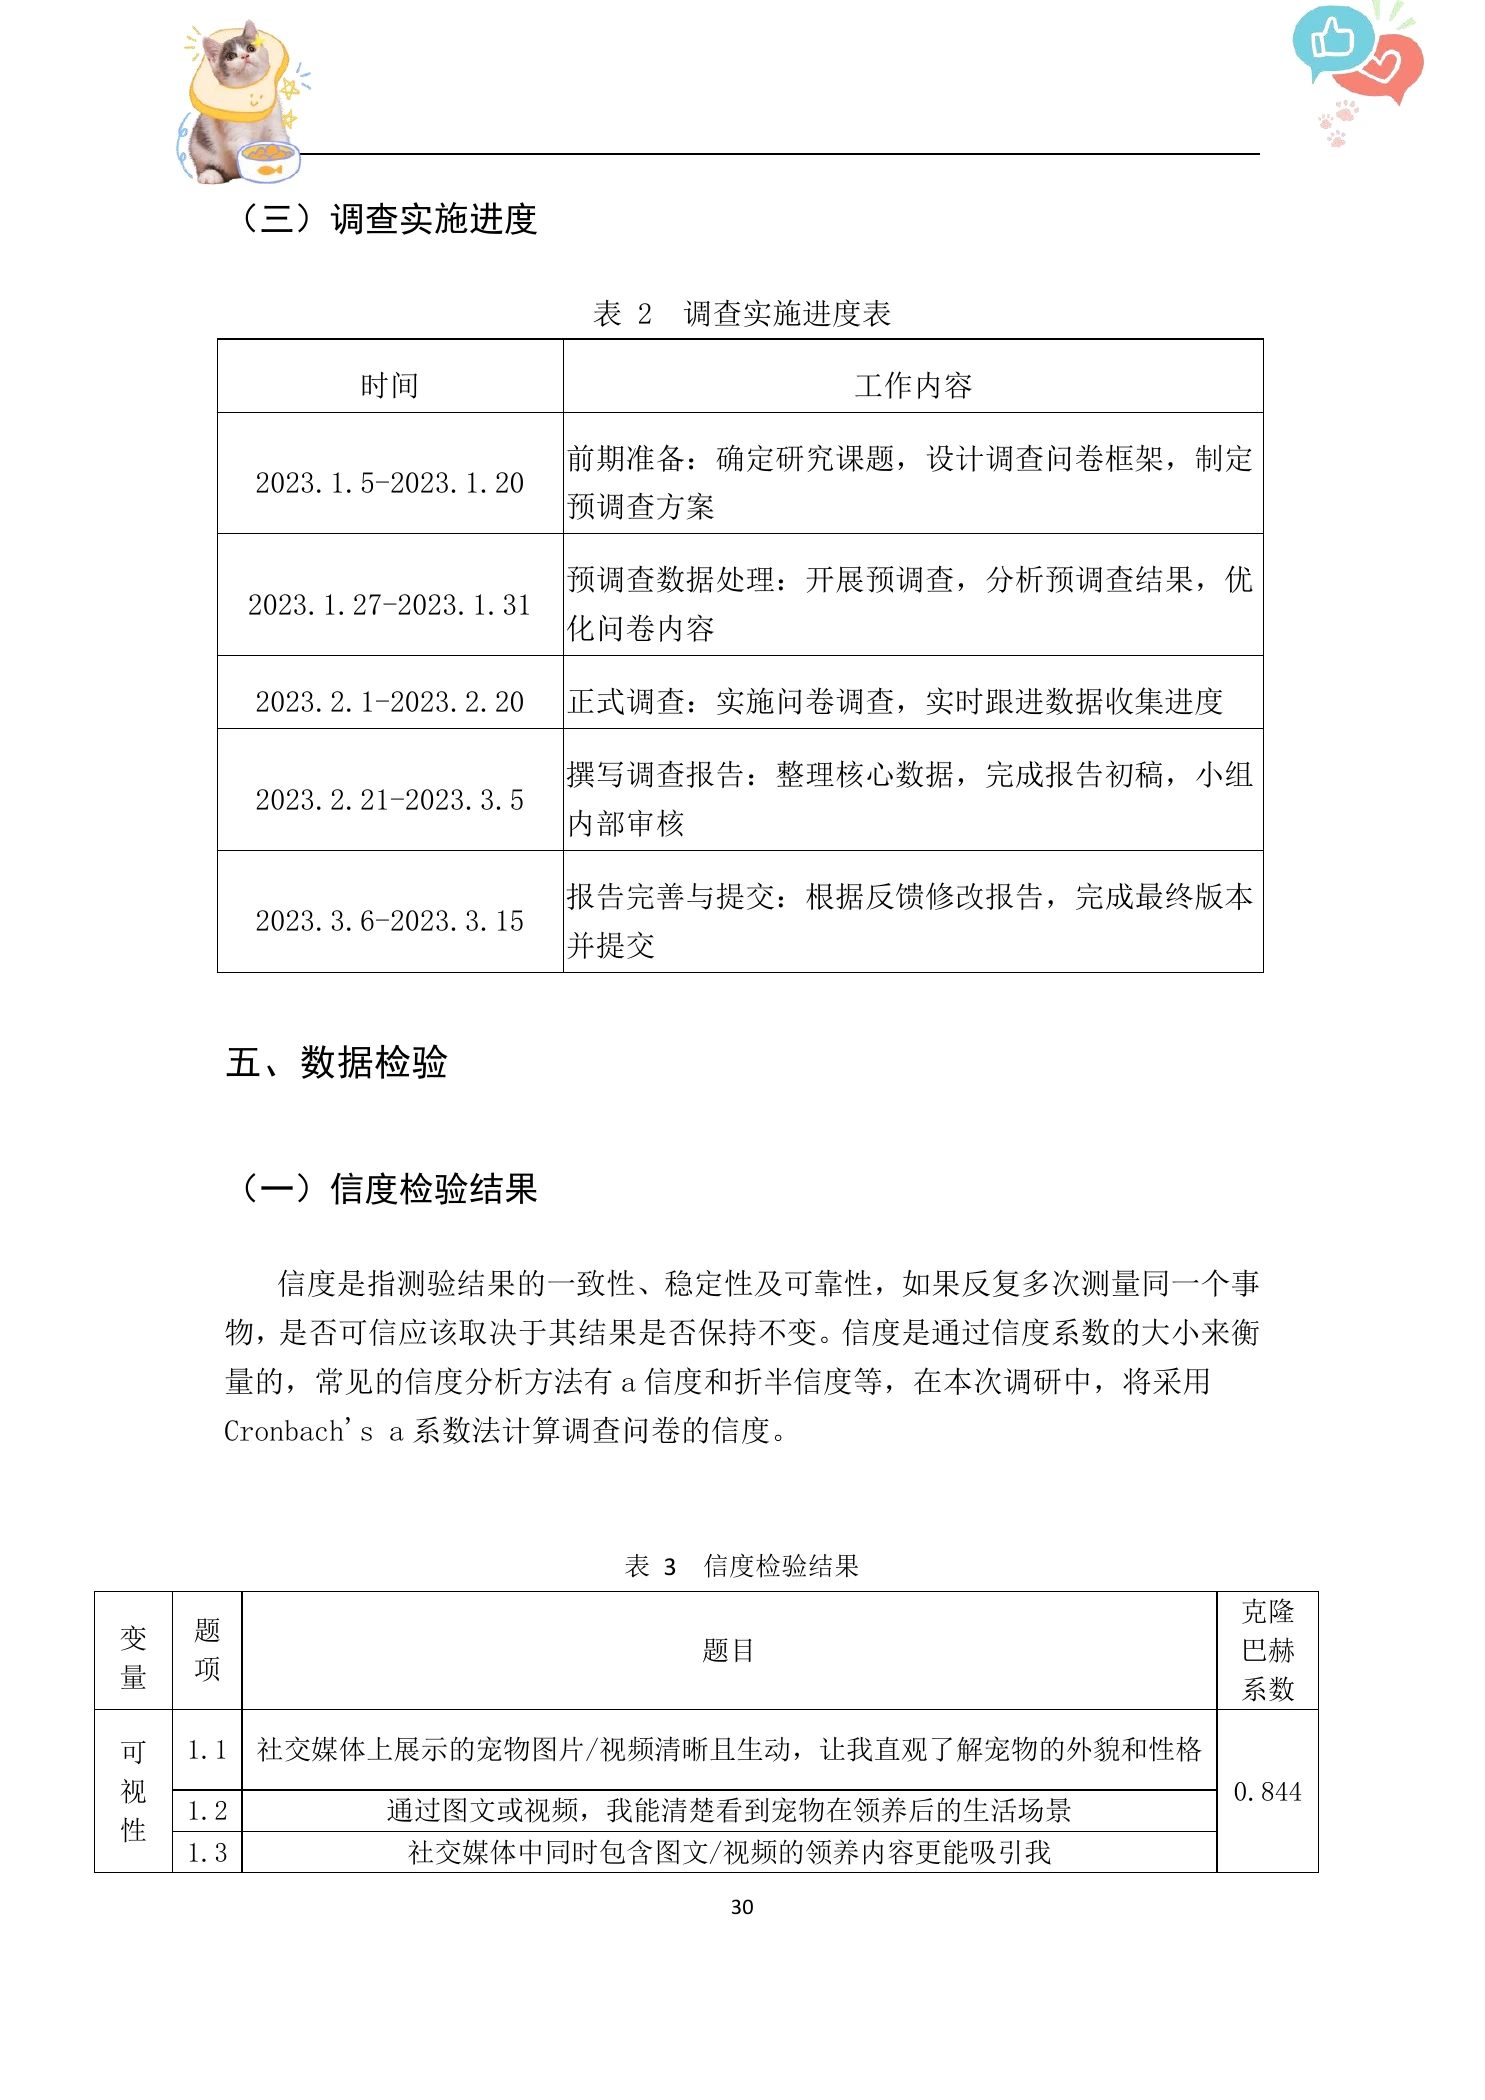 （三）调查实施进度
表 2 调查实施进度表
时间 工作内容
2023.1.5-2023.1.20 前期准备：确定研究课题，设计调查问卷框架，制定
预调查方案
2023.1.27-2023.1.31 预调查数据处理：开展预调查，分析预调查结果，优
化问卷内容
2023.2.1-2023.2.20 正式调查：实施问卷调查，实时跟进数据收集进度
2023.2.21-2023.3.5 撰写调查报告：整理核心数据，完成报告初稿，小组
内部审核
2023.3.6-2023.3.15 报告完善与提交：根据反馈修改报告，完成最终版本
并提交
五、数据检验
（一）信度检验结果
信度是指测验结果的一致性、稳定性及可靠性，如果反复多次测量同一个事
物，是否可信应该取决于其结果是否保持不变。信度是通过信度系数的大小来衡
量的，常见的信度分析方法有 a 信度和折半信度等，在本次调研中，将采用
Cronbach's a 系数法计算调查问卷的信度。
表 3 信度检验结果
变量 题项 题目 克隆巴赫系数
可视性 1.1 社交媒体上展示的宠物图片/视频清晰且生动，让我直观了解宠物的外貌和性格 0.844
1.2 通过图文或视频，我能清楚看到宠物在领养后的生活场景
1.3 社交媒体中同时包含图文/视频的领养内容更能吸引我
30